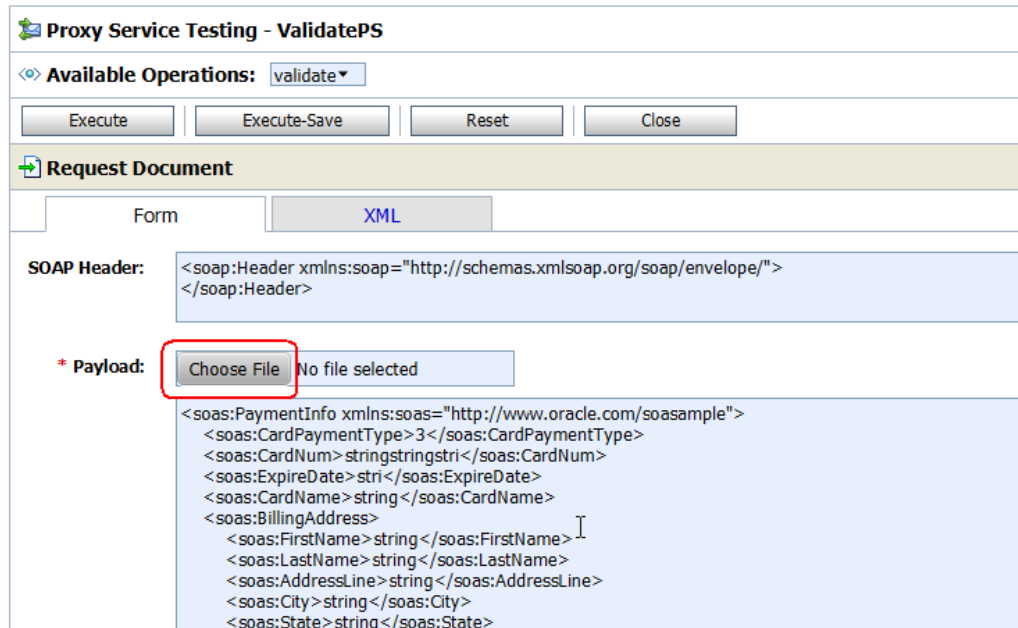 Proxy Service Testing - ValidatePS
Available Operations: validate
Execute Execute-Save Reset Close
Request Document
Form XML
SOAP Header: <soap:Header xmlns:soap="http://schemas.xmlsoap.org/soap/envelope/">
</soap:Header>
* Payload: Choose File No file selected
<soas:PaymentInfo xmlns:soas="http://www.oracle.com/soasample">
<soas:CardPaymentType>3</soas:CardPaymentType>
<soas:CardNum>stringstringstri</soas:CardNum>
<soas:ExpireDate>stri</soas:ExpireDate>
<soas:CardName>string</soas:CardName>
<soas:BillingAddress>
<soas:FirstName>string</soas:FirstName>
<soas:LastName>string</soas:LastName>
<soas:AddressLine>string</soas:AddressLine>
<soas:City>string</soas:City>
<soas:State>string</soas:State>